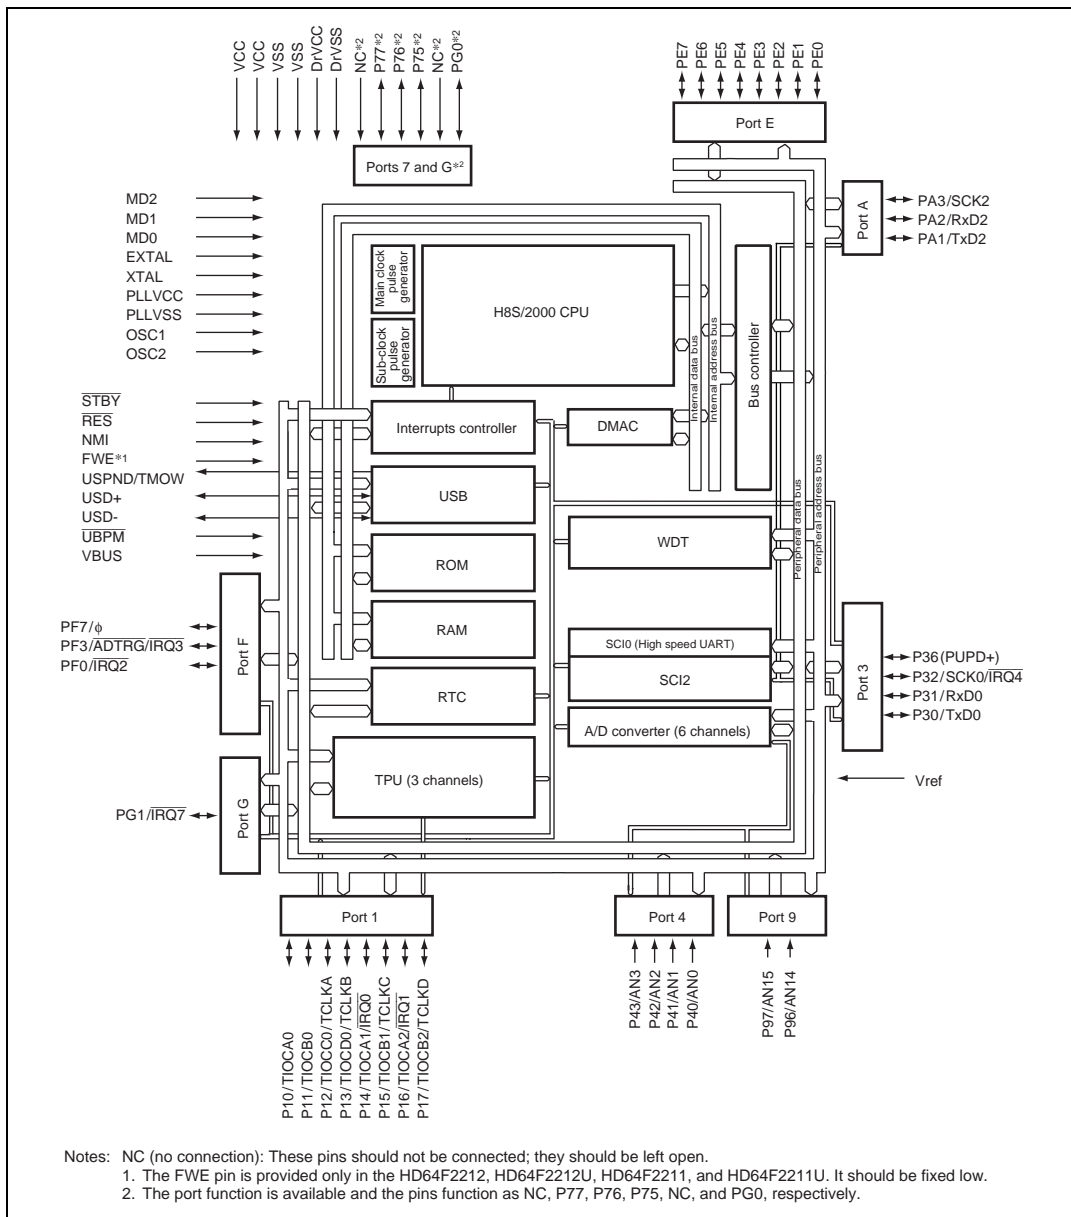 VCC
VCC
VSS
VSS
DrVCC
DrVSS
NC*2
P77*2
P76*2
P75*2
NC*2
PG0*2
PE7
PE6
PE5
PE4
PE3
PE2
PE1
PE0
Port E
Ports 7 and G*2
MD2
MD1
MD0
EXTAL
XTAL
PLLVCC
PLLVSS
OSC1
OSC2
STBY
RES
NMI
FWE*1
USPND/TMOW
USD+
USD-
UBPM
VBUS
Port A
PA3/SCK2
PA2/RxD2
PA1/TxD2
Main clock
pulse
generator
Sub-clock
pulse
generator
H8S/2000 CPU
Internal data bus
Internal address bus
Bus controller
Interrupts controller
DMAC
USB
WDT
Peripheral data bus
Peripheral address bus
ROM
RAM
SCI0 (High speed UART)
SCI2
RTC
A/D converter (6 channels)
TPU (3 channels)
Port F
PF7/ϕ
PF3/ADTRG/IRQ3
PF0/IRQ2
Port 3
P36(PUPD+)
P32/SCK0/IRQ4
P31/RxD0
P30/TxD0
Vref
Port G
PG1/IRQ7
Port 1
Port 4
Port 9
P10/TIOCA0
P11/TIOCB0
P12/TIOCC0/TCLKA
P13/TIOCD0/TCLKB
P14/TIOCA1/IRQ0
P15/TIOCB1/TCLKC
P16/TIOCA2/IRQ1
P17/TIOCB2/TCLKD
P43/AN3
P42/AN2
P41/AN1
P40/AN0
P97/AN15
P96/AN14
Notes: NC (no connection): These pins should not be connected; they should be left open.
1. The FWE pin is provided only in the HD64F2212, HD64F2212U, HD64F2211, and HD64F2211U. It should be fixed low.
2. The port function is available and the pins function as NC, P77, P76, P75, NC, and PG0, respectively.